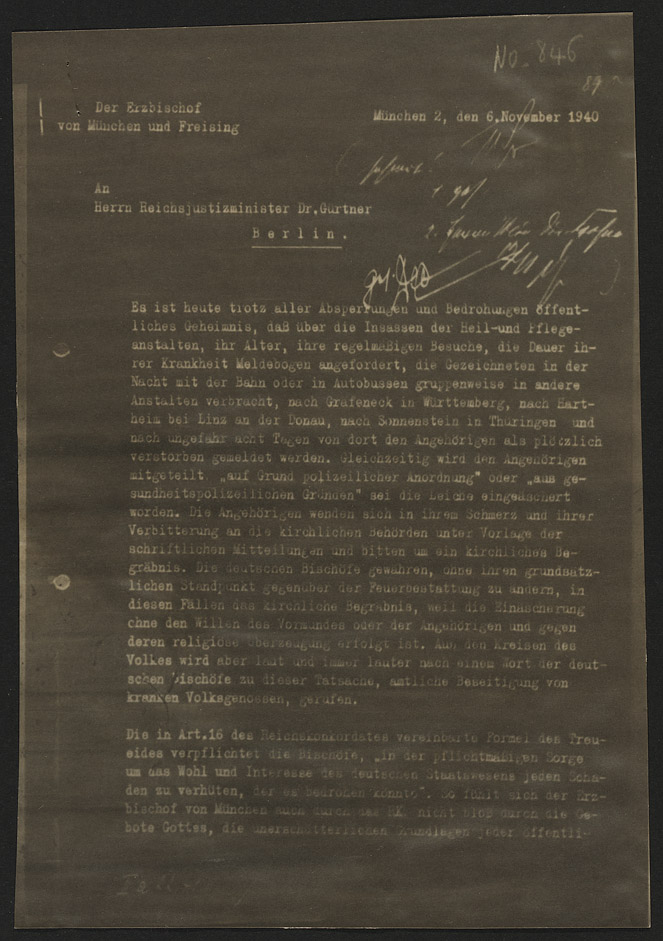 No. 846
89
Der Erzbischof
von München und Freising
München 2, den 6.November 1940
An
Herrn Reichsjustizminister Dr.Gürtner
Berlin.
Es ist heute trotz aller Absperrungen und Bedrohungen öffent-
liches Geheimnis, daß über die Insassen der Heil-und Pflege-
anstalten, ihr Alter, ihre regelmäßigen Besuche, die Dauer ih-
rer Krankheit Meldebogen angefordert, die Gezeichneten in der
Nacht mit der Bahn oder in Autobussen gruppenweise in andere
Anstalten verbracht, nach Grafeneck in Württemberg, nach Hart-
heim bei Linz an der Donau, nach Sonnenstein in Thüringen und
nach ungefähr acht Tagen von dort den Angehörigen als plötzlich
verstorben gemeldet werden. Gleichzeitig wird den Angehörigen
mitgeteilt, „auf Grund polizeilicher Anordnung" oder „aus ge-
sundheitspolizeilichen Gründen" sei die Leiche eingeäschert
worden. Die Angehörigen wenden sich in ihrem Schmerz und ihrer
Verbitterung an die kirchlichen Behörden unter Vorlage der
schriftlichen Mitteilungen und bitten um ein kirchliches Be-
gräbnis. Die deutschen Bischöfe gewähren, ohne ihren grundsätz-
lichen Standpunkt gegenüber der Feuerbestattung zu ändern, in
diesen Fällen das kirchliche Begräbnis, weil die Einäscherung
ohne den Willen des Vormundes oder der Angehörigen und gegen
deren religiöse Überzeugung erfolgt ist. Aus den Kreisen des
Volkes wird aber laut und immer lauter nach einem Wort der deut-
schen Bischöfe zu dieser Tatsache, amtliche Beseitigung von
kranken Volksgenossen, gerufen.
Die in Art.16 des Reichskonkordates vereinbarte Formel des Treu-
eides verpflichtet die Bischöfe, „in der pflichtmäßigen Sorge
um das Wohl und Interesse des deutschen Staatswesens jeden Scha-
den zu verhüten, der es bedrohen könnte". So fühlt sich der Erz-
bischof von München auch durch das RK, nicht bloß durch die Ge-
bote Gottes, die unerschütterlichen Grundlagen jeder öffentli-